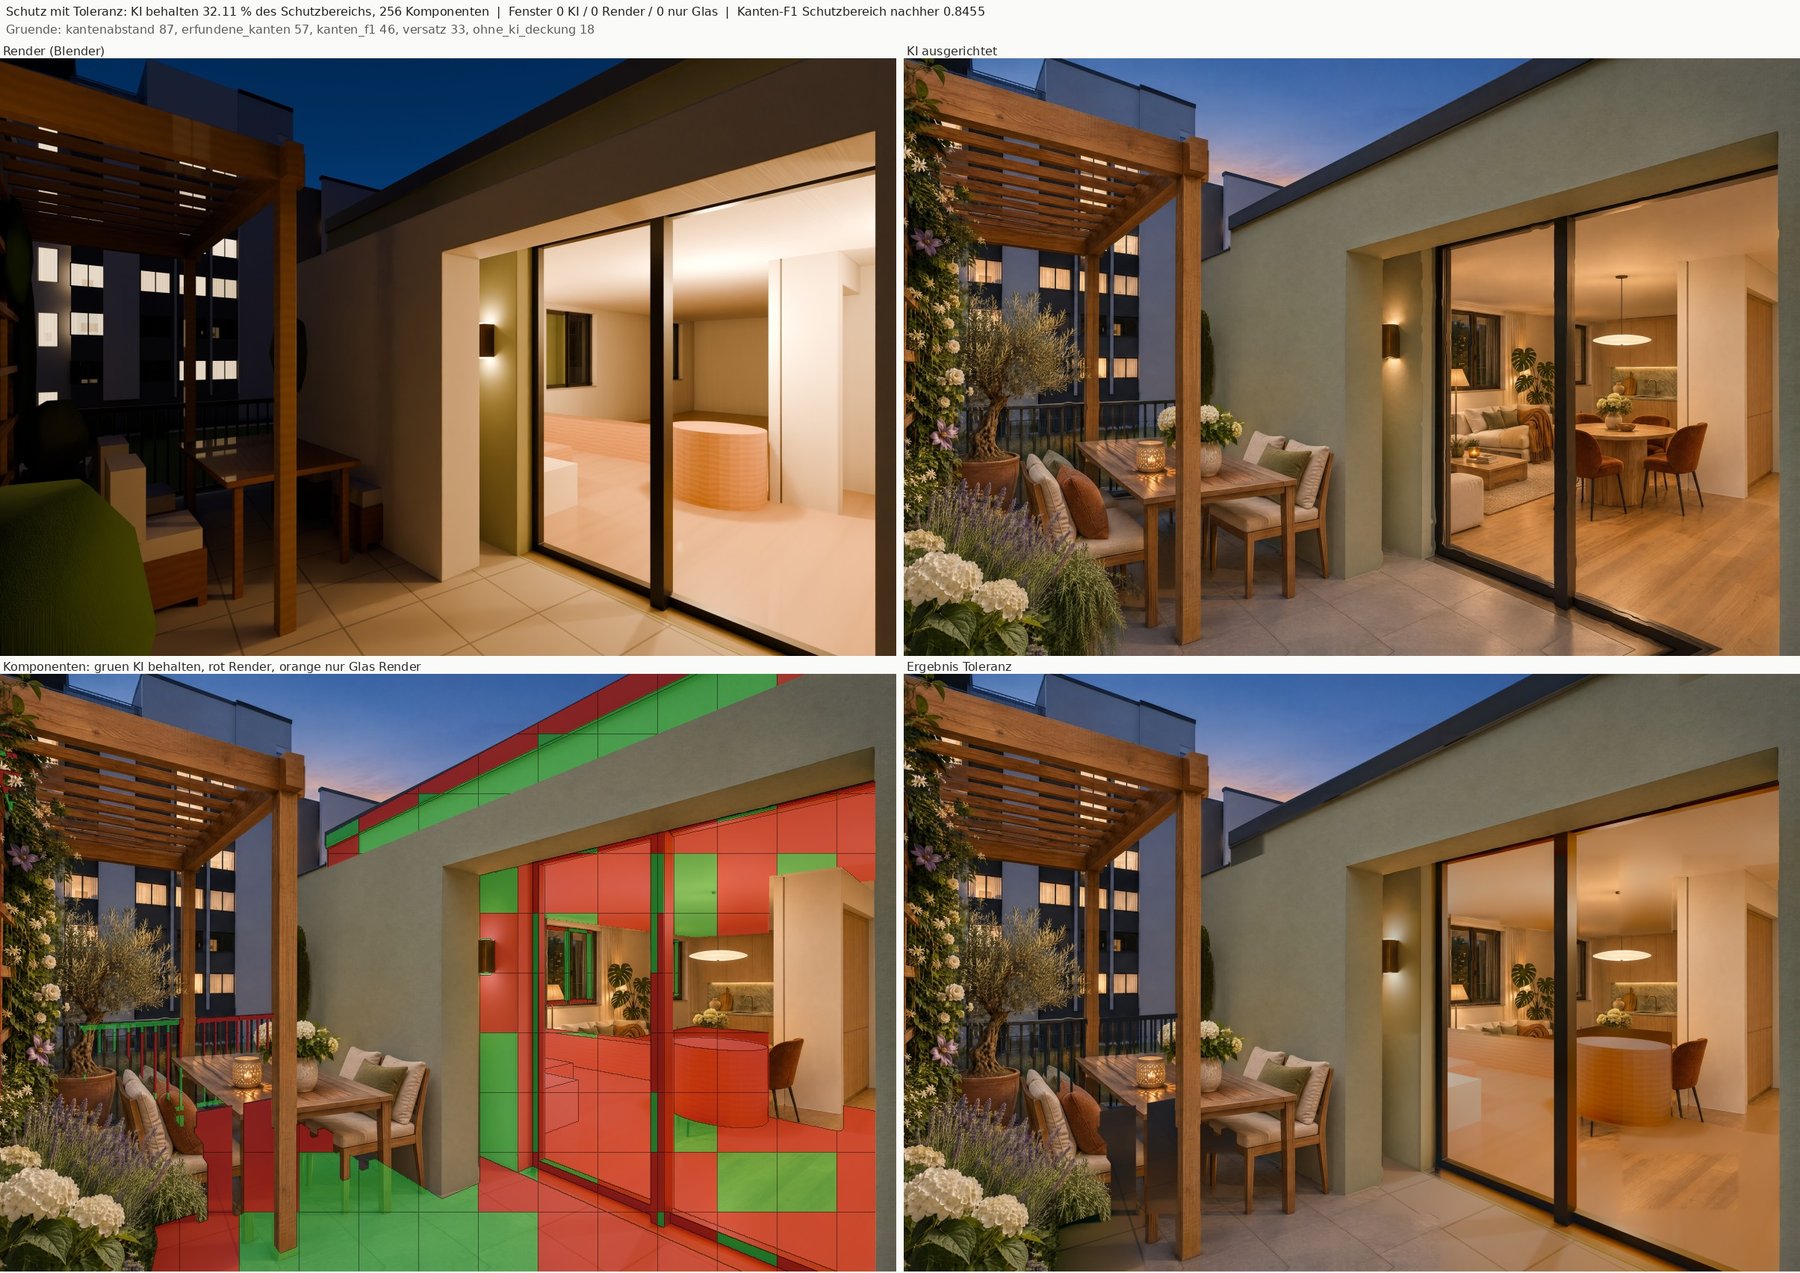 Schutz mit Toleranz: KI behalten 32.11 % des Schutzbereichs, 256 Komponenten | Fenster 0 KI / 0 Render / 0 nur Glas | Kanten-F1 Schutzbereich nachher 0.8455
Gruende: kantenabstand 87, erfundene_kanten 57, kanten_f1 46, versatz 33, ohne_ki_deckung 18
Render (Blender)
KI ausgerichtet
Komponenten: gruen KI behalten, rot Render, orange nur Glas Render
Ergebnis Toleranz